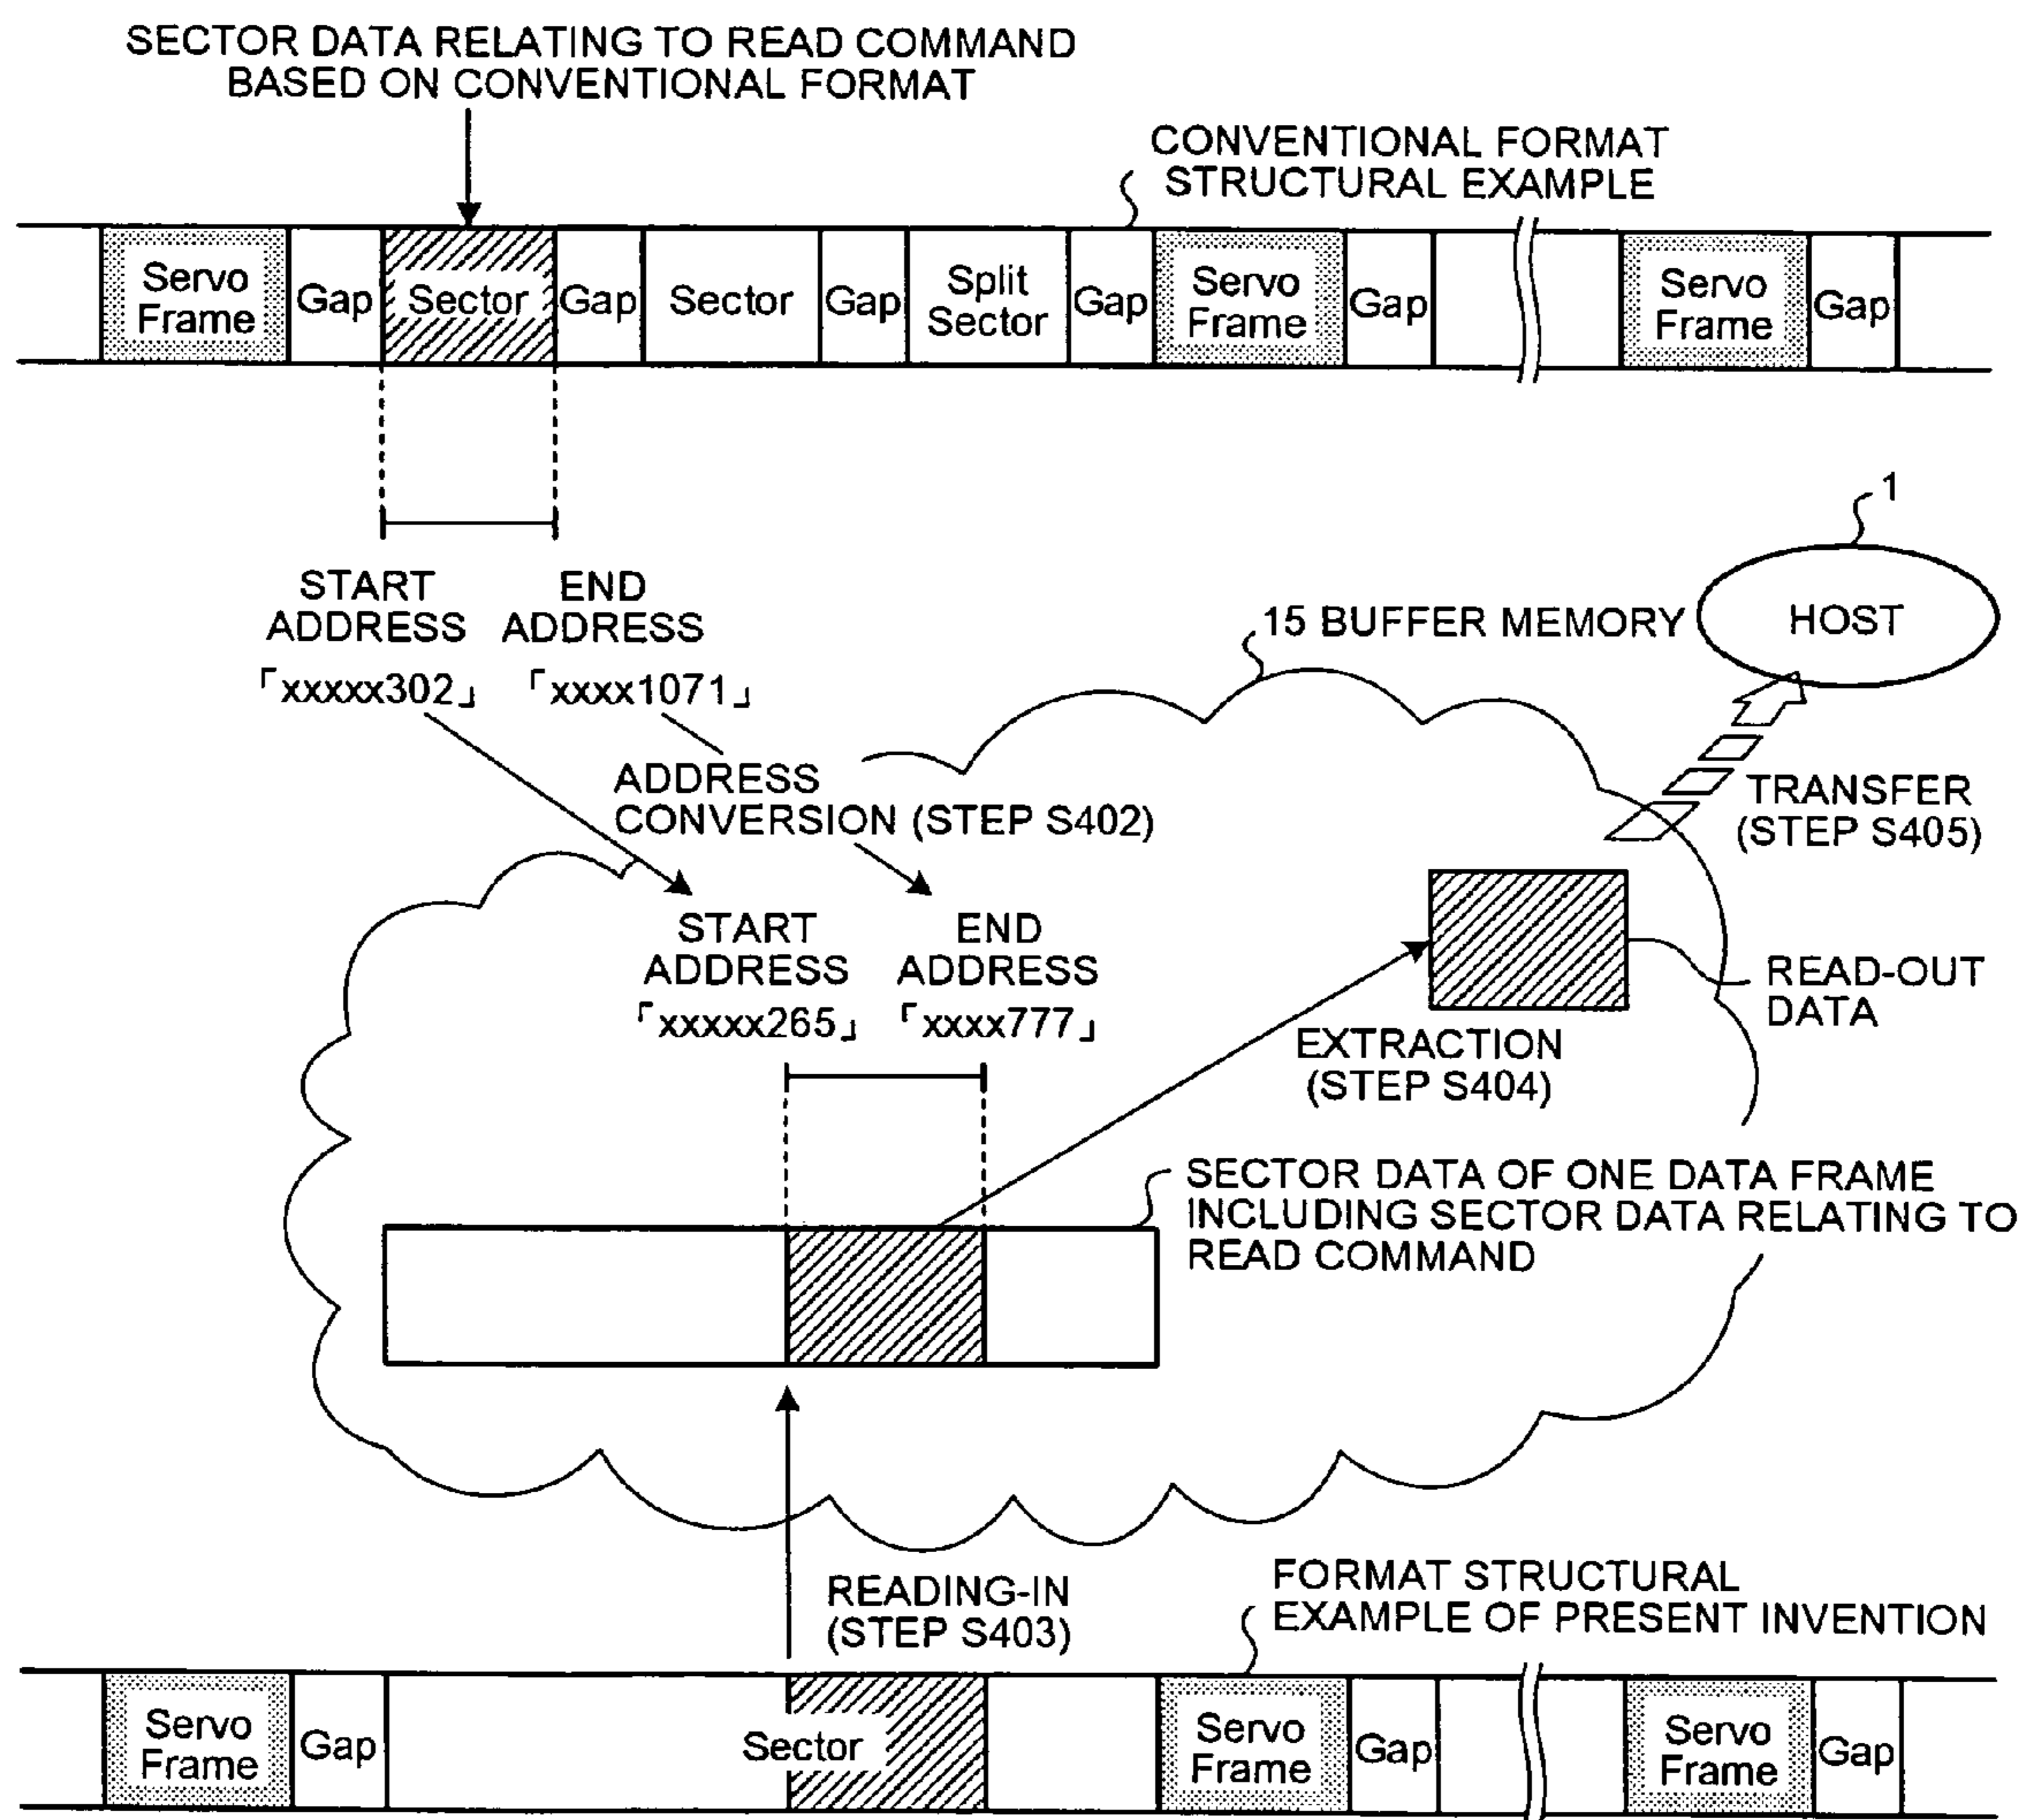 SECTOR DATA RELATING TO READ COMMAND
BASED ON CONVENTIONAL FORMAT
CONVENTIONAL FORMAT
STRUCTURAL EXAMPLE
Servo
Frame
Gap
Sector
Gap
Sector
Gap
Split
Sector
Gap
Servo
Frame
Gap
Servo
Frame
Gap
1
HOST
START
ADDRESS
END
ADDRESS
「xxxxx302」
「xxxx1071」
15 BUFFER MEMORY
ADDRESS
CONVERSION (STEP S402)
TRANSFER
(STEP S405)
START
ADDRESS
END
ADDRESS
「xxxxx265」
「xxxx777」
READ-OUT
DATA
EXTRACTION
(STEP S404)
SECTOR DATA OF ONE DATA FRAME
INCLUDING SECTOR DATA RELATING TO
READ COMMAND
READING-IN
(STEP S403)
FORMAT STRUCTURAL
EXAMPLE OF PRESENT INVENTION
Servo
Frame
Gap
Sector
Servo
Frame
Gap
Servo
Frame
Gap